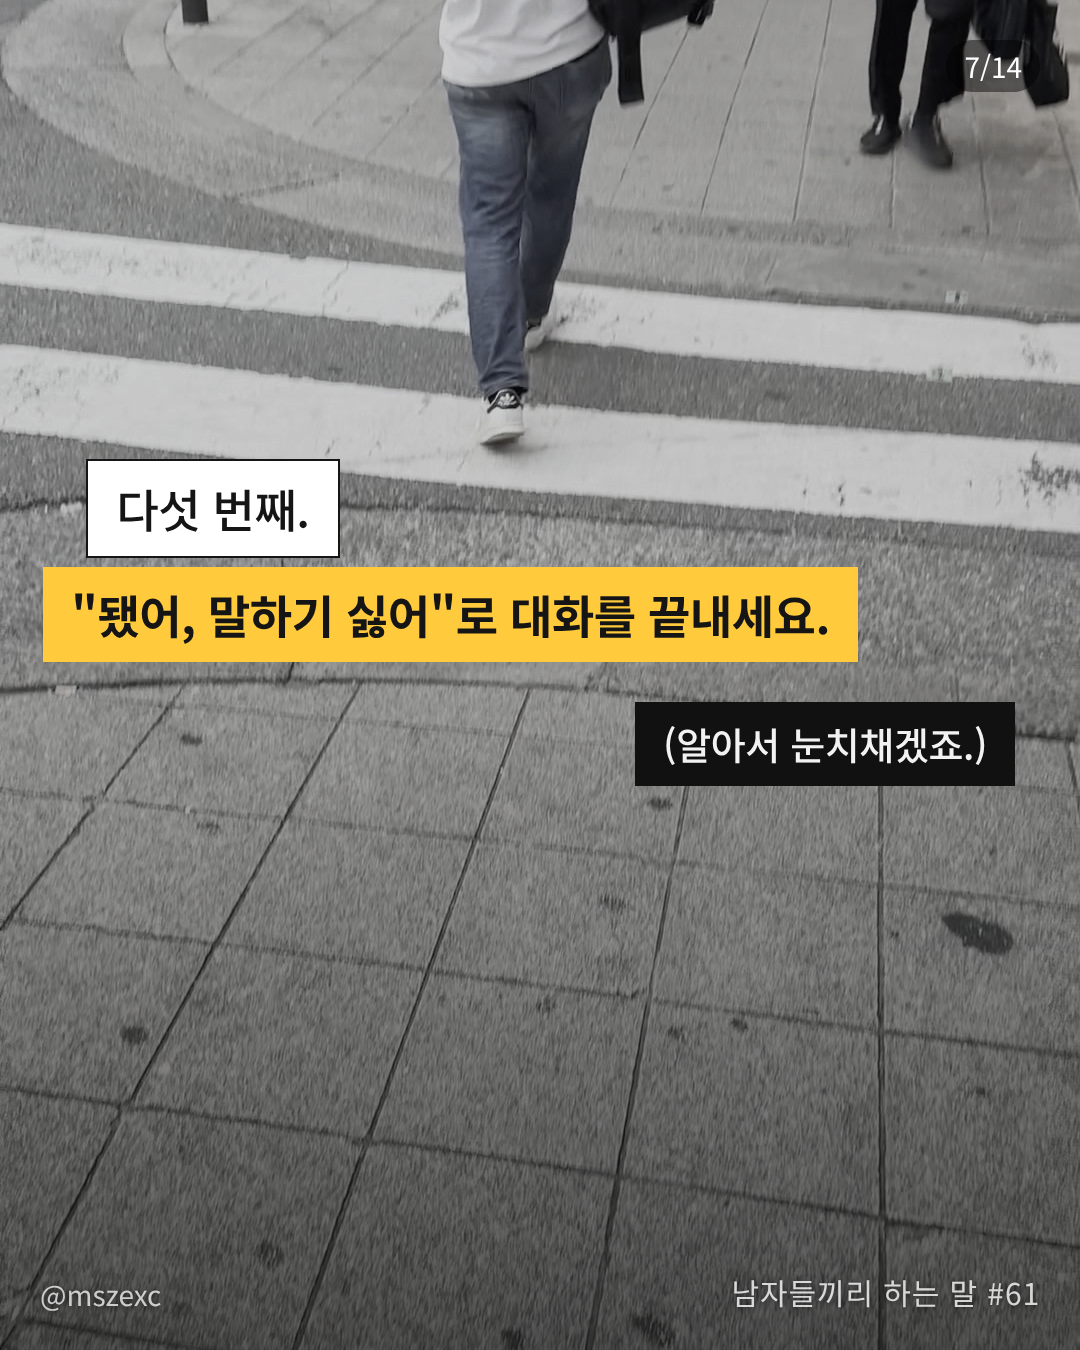 7/14
다섯 번째.
"됐어, 말하기 싫어"로 대화를 끝내세요.
(알아서 눈치채겠죠.)
@mszexc
남자들끼리 하는 말 #61